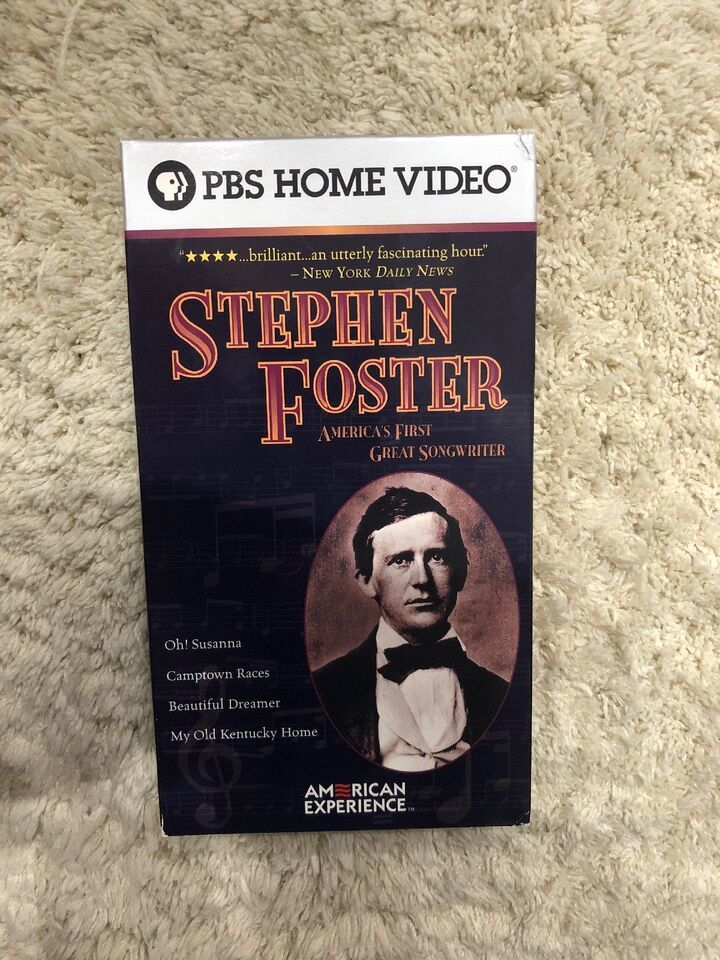 PBS HOME VIDEO®
"★★★★...brilliant...an utterly fascinating hour."
– NEW YORK DAILY NEWS
STEPHEN
FOSTER
AMERICA'S FIRST
GREAT SONGWRITER
Oh! Susanna
Camptown Races
Beautiful Dreamer
My Old Kentucky Home
AMERICAN
EXPERIENCE™